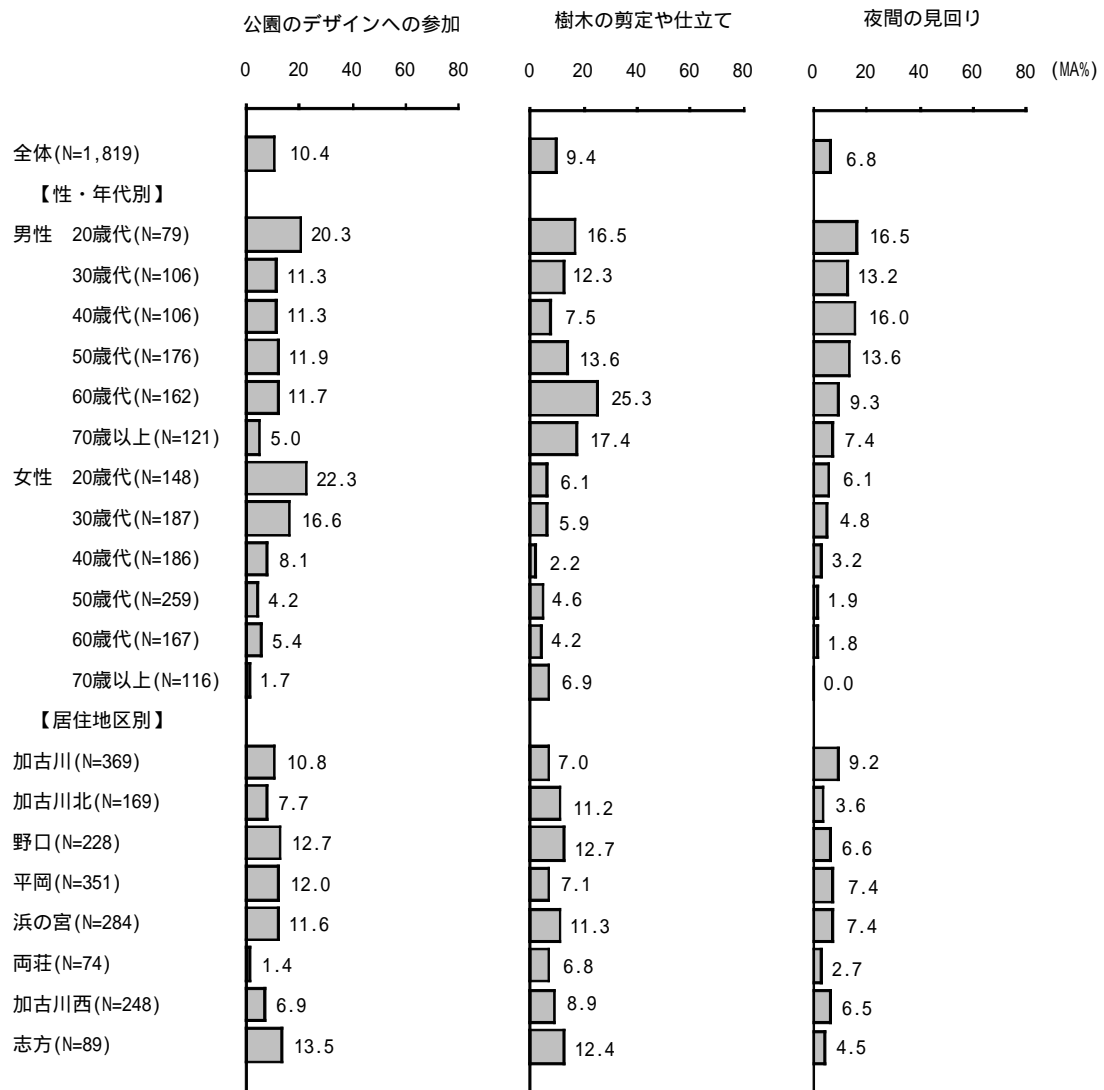 公園のデザインへの参加 樹木の剪定や仕立て 夜間の見回り
0 20 40 60 80 0 20 40 60 80 0 20 40 60 80 (MA%)
全体(N=1,819) 10.4 9.4 6.8
【性・年代別】
男性 20歳代(N=79) 20.3 16.5 16.5
30歳代(N=106) 11.3 12.3 13.2
40歳代(N=106) 11.3 7.5 16.0
50歳代(N=176) 11.9 13.6 13.6
60歳代(N=162) 11.7 25.3 9.3
70歳以上(N=121) 5.0 17.4 7.4
女性 20歳代(N=148) 22.3 6.1 6.1
30歳代(N=187) 16.6 5.9 4.8
40歳代(N=186) 8.1 2.2 3.2
50歳代(N=259) 4.2 4.6 1.9
60歳代(N=167) 5.4 4.2 1.8
70歳以上(N=116) 1.7 6.9 0.0
【居住地区別】
加古川(N=369) 10.8 7.0 9.2
加古川北(N=169) 7.7 11.2 3.6
野口(N=228) 12.7 12.7 6.6
平岡(N=351) 12.0 7.1 7.4
浜の宮(N=284) 11.6 11.3 7.4
両荘(N=74) 1.4 6.8 2.7
加古川西(N=248) 6.9 8.9 6.5
志方(N=89) 13.5 12.4 4.5